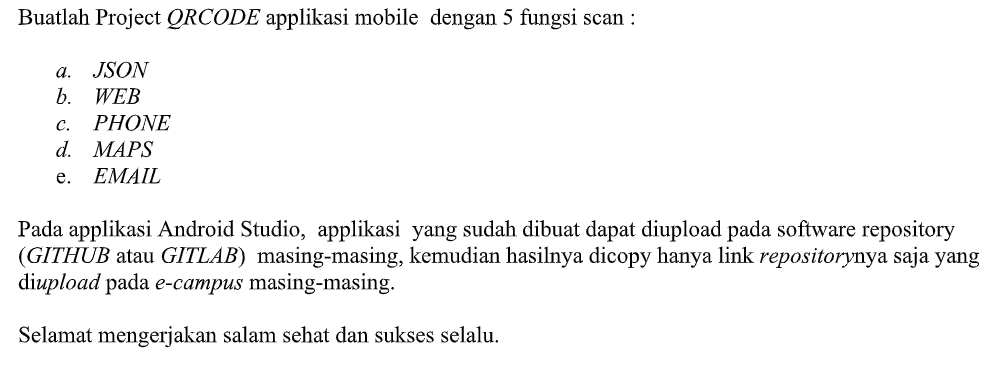 Buatlah Project QRCODE applikasi mobile dengan 5 fungsi scan :
a. JSON
b. WEB
c. PHONE
d. MAPS
e. EMAIL
Pada applikasi Android Studio, applikasi yang sudah dibuat dapat diupload pada software repository
(GITHUB atau GITLAB) masing-masing, kemudian hasilnya dicopy hanya link repositorynya saja yang
diupload pada e-campus masing-masing.
Selamat mengerjakan salam sehat dan sukses selalu.